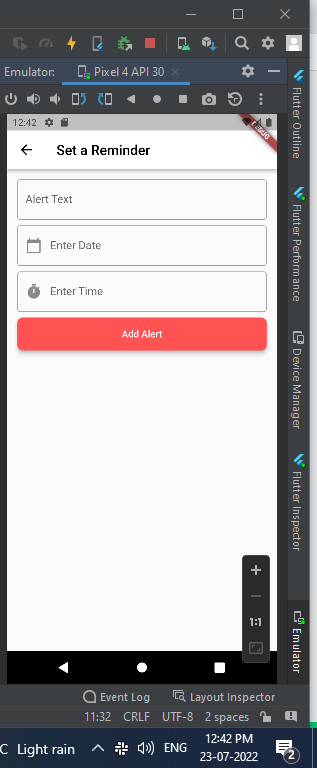 Emulator:
Pixel 4 API 30
12:42
DEBUG
Set a Reminder
Alert Text
Enter Date
Enter Time
Add Alert
1:1
Flutter Outline
Flutter Performance
Device Manager
Flutter Inspector
Emulator
Event Log
Layout Inspector
11:32
CRLF
UTF-8
2 spaces
C
Light rain
ENG
12:42 PM
23-07-2022
2